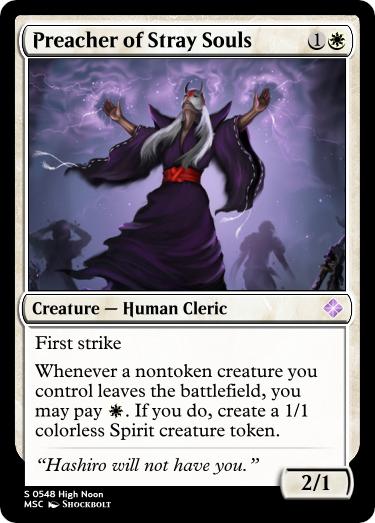 Preacher of Stray Souls 1
Creature — Human Cleric
First strike
Whenever a nontoken creature you
control leaves the battlefield, you
may pay . If you do, create a 1/1
colorless Spirit creature token.
“Hashiro will not have you.”
2/1
S 0548 High Noon
MSC Shockbolt